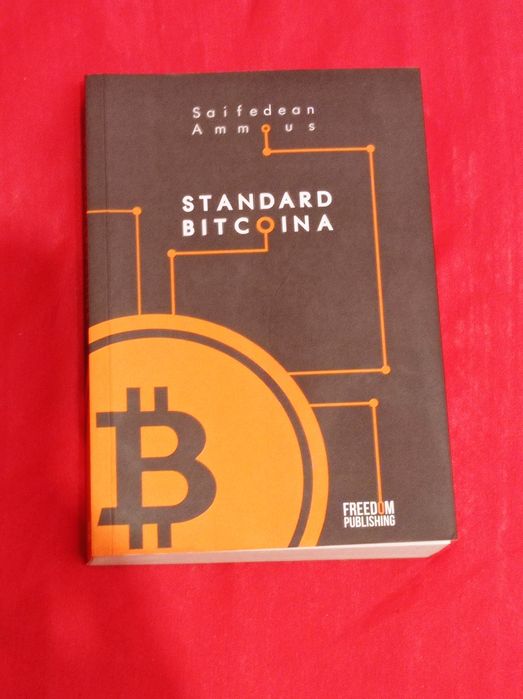 Saifedean
Ammous
STANDARD
BITCOINA
FREEDOM
PUBLISHING